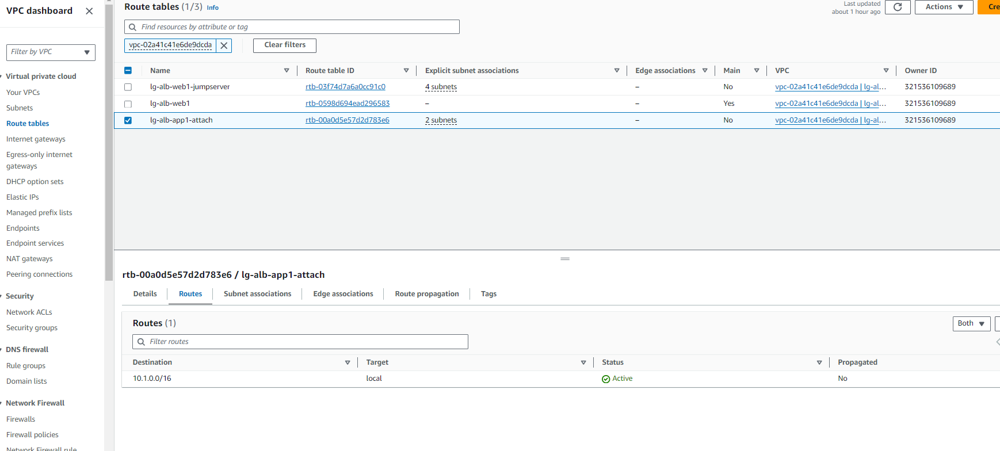 VPC dashboard
Filter by VPC
Virtual private cloud
Your VPCs
Subnets
Route tables
Internet gateways
Egress-only internet
gateways
DHCP option sets
Elastic IPs
Managed prefix lists
Endpoints
Endpoint services
NAT gateways
Peering connections
Security
Network ACLs
Security groups
DNS firewall
Rule groups
Domain lists
Network Firewall
Firewalls
Firewall policies
Network Firewall rule
Route tables (1/3) Info
Last updated
about 1 hour ago
Actions
Cre
Find resources by attribute or tag
vpc-02a41c41e6de9dcda
Clear filters
Name Route table ID Explicit subnet associations Edge associations Main VPC Owner ID
lg-alb-web1-jumpserver rtb-03f74d7a6a0cc91c0 4 subnets – No vpc-02a41c41e6de9dcda | lg-al... 321536109689
lg-alb-web1 rtb-0598d694ead296583 – – Yes vpc-02a41c41e6de9dcda | lg-al... 321536109689
lg-alb-app1-attach rtb-00a0d5e57d2d783e6 2 subnets – No vpc-02a41c41e6de9dcda | lg-al... 321536109689
rtb-00a0d5e57d2d783e6 / lg-alb-app1-attach
Details Routes Subnet associations Edge associations Route propagation Tags
Routes (1)
Both
Filter routes
Destination Target Status Propagated
10.1.0.0/16 local Active No